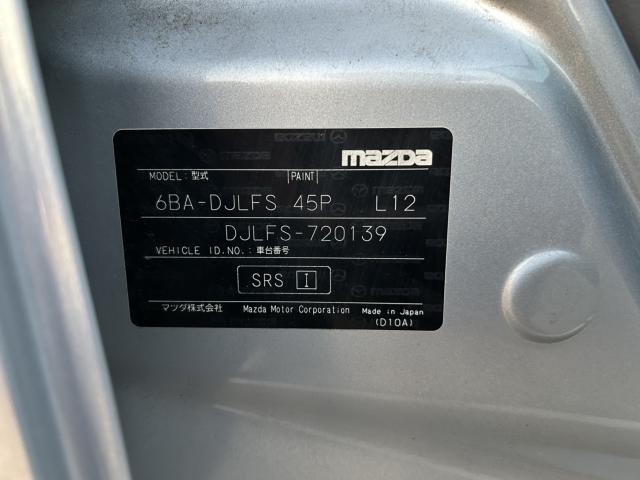 mazda
MODEL:型式 PAINT
6BA-DJLFS 45P L12
DJLFS-720139
VEHICLE ID.NO.:車台番号
SRS I
マツダ株式会社 Mazda Motor Corporation Made in Japan
(D10A)